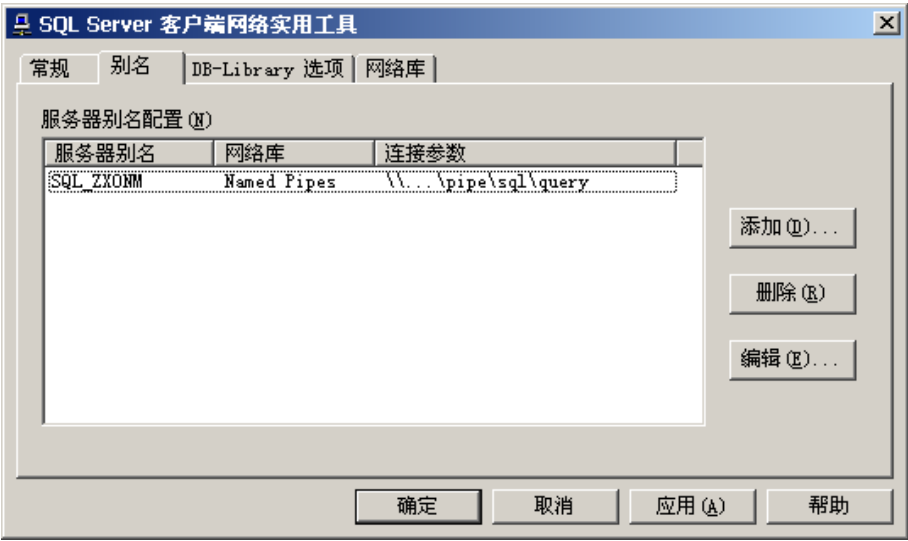 SQL Server 客户端网络实用工具
常规 别名 DB-Library 选项 网络库
服务器别名配置(N)
服务器别名 网络库 连接参数
SQL_ZXONM Named Pipes \\...\pipe\sql\query
添加(D)...
删除(R)
编辑(E)...
确定 取消 应用(A) 帮助